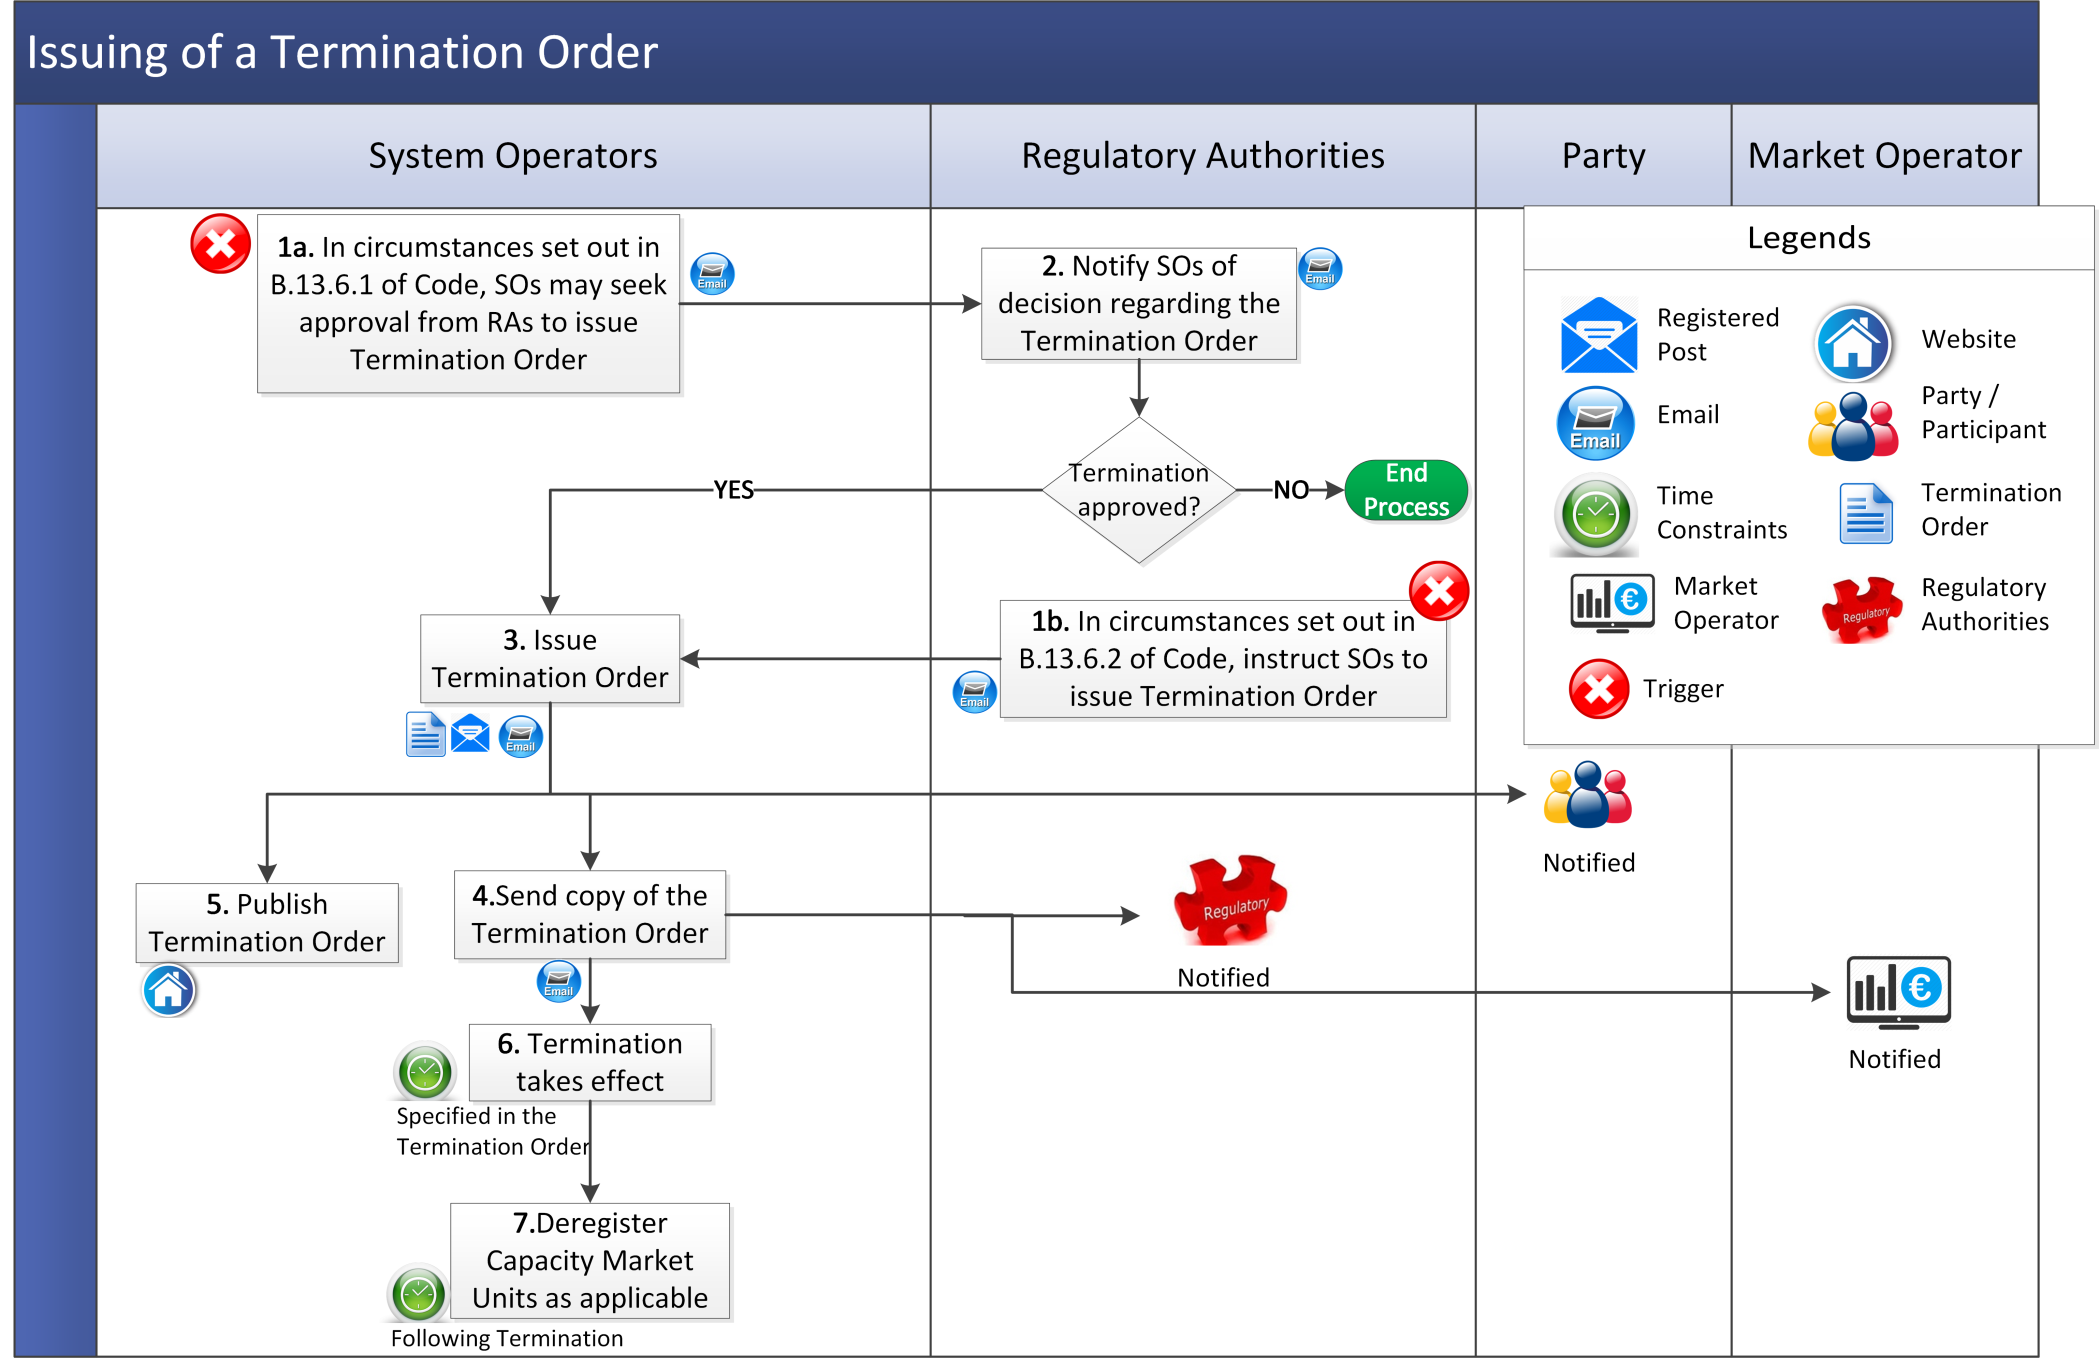 Issuing of a Termination Order
System Operators
Regulatory Authorities
Party
Market Operator
1a. In circumstances set out in
B.13.6.1 of Code, SOs may seek
approval from RAs to issue
Termination Order
Email
2. Notify SOs of
decision regarding the
Termination Order
Email
Termination
approved?
YES
NO
End
Process
1b. In circumstances set out in
B.13.6.2 of Code, instruct SOs to
issue Termination Order
Email
3. Issue
Termination Order
Email
Legends
Registered
Post
Website
Email
Email
Party /
Participant
Time
Constraints
Termination
Order
Market
Operator
Regulatory
Regulatory
Authorities
Trigger
Notified
5. Publish
Termination Order
4.Send copy of the
Termination Order
Email
Regulatory
Notified
Notified
6. Termination
takes effect
Specified in the
Termination Order
7.Deregister
Capacity Market
Units as applicable
Following Termination